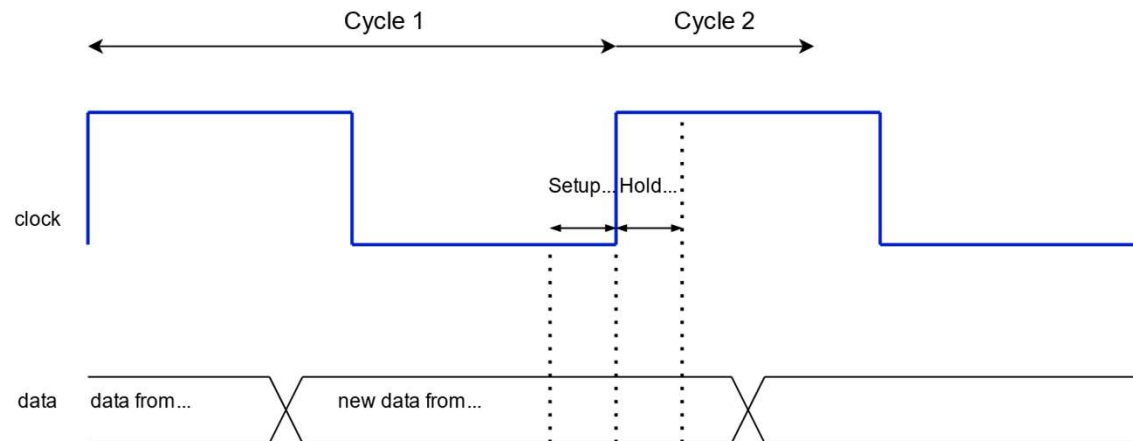 Cycle 1
Cycle 2
Setup...
Hold...
clock
data
data from...
new data from...